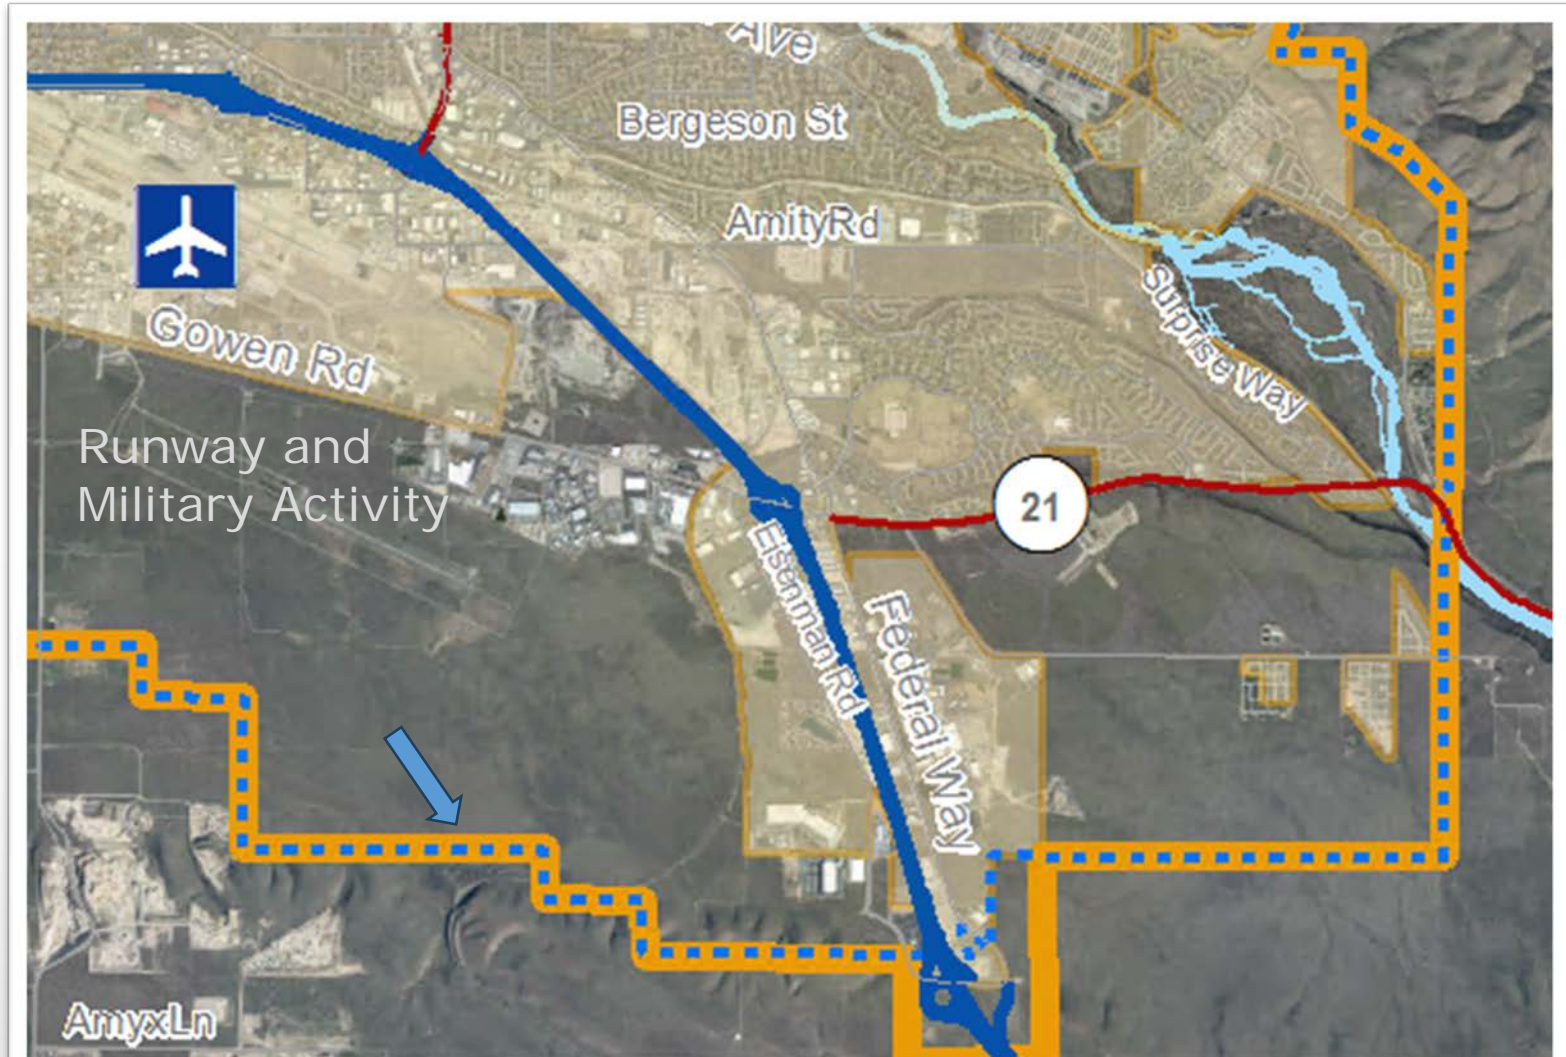 Ave
Bergeson St
AmityRd
Suprise Way
Gowen Rd
Runway and
Military Activity
21
Eisenman Rd
Federal Way
AmyxLn